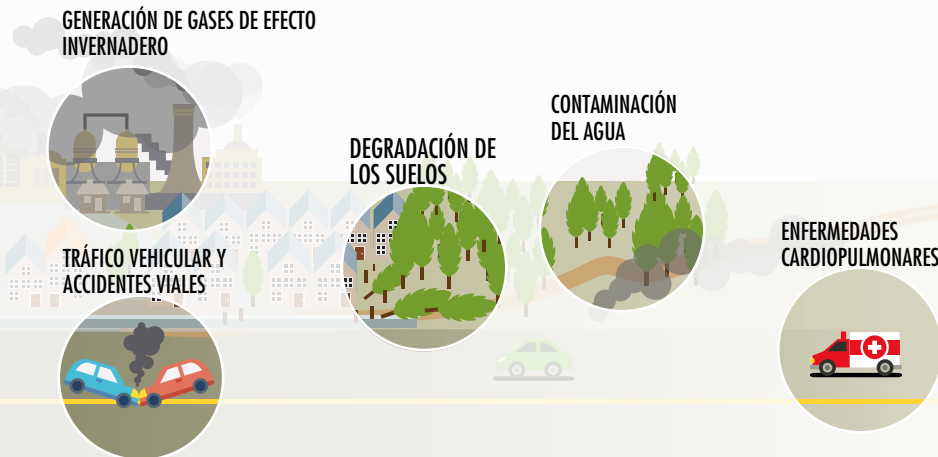 GENERACIÓN DE GASES DE EFECTO
INVERNADERO
DEGRADACIÓN DE
LOS SUELOS
CONTAMINACIÓN
DEL AGUA
TRÁFICO VEHICULAR Y
ACCIDENTES VIALES
ENFERMEDADES
CARDIOPULMONARES